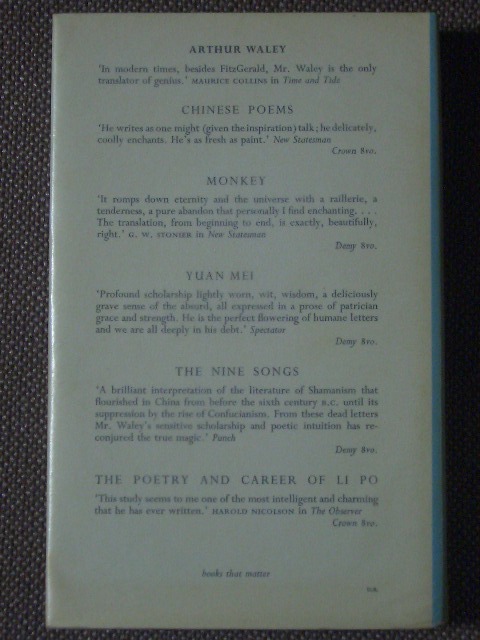 ARTHUR WALEY
'In modern times, besides FitzGerald, Mr. Waley is the only
translator of genius.' MAURICE COLLINS in Time and Tide
CHINESE POEMS
'He writes as one might (given the inspiration) talk; he delicately,
coolly enchants. He's as fresh as paint.' New Statesman
Crown 8vo.
MONKEY
'It romps down eternity and the universe with a raillerie, a
tenderness, a pure abandon that personally I find enchanting. . . .
The translation, from beginning to end, is exactly, beautifully,
right.' G. W. STONIER in New Statesman
Demy 8vo.
YUAN MEI
'Profound scholarship lightly worn, wit, wisdom, a deliciously
grave sense of the absurd, all expressed in a prose of patrician
grace and strength. He is the perfect flowering of humane letters
and we are all deeply in his debt.' Spectator
Demy 8vo.
THE NINE SONGS
'A brilliant interpretation of the literature of Shamanism that
flourished in China from before the sixth century B.C. until its
suppression by the rise of Confucianism. From these dead letters
Mr. Waley's sensitive scholarship and poetic intuition has re-
conjured the true magic.' Punch
Demy 8vo.
THE POETRY AND CAREER OF LI PO
'This study seems to me one of the most intelligent and charming
that he has ever written.' HAROLD NICOLSON in The Observer
Crown 8vo.
books that matter